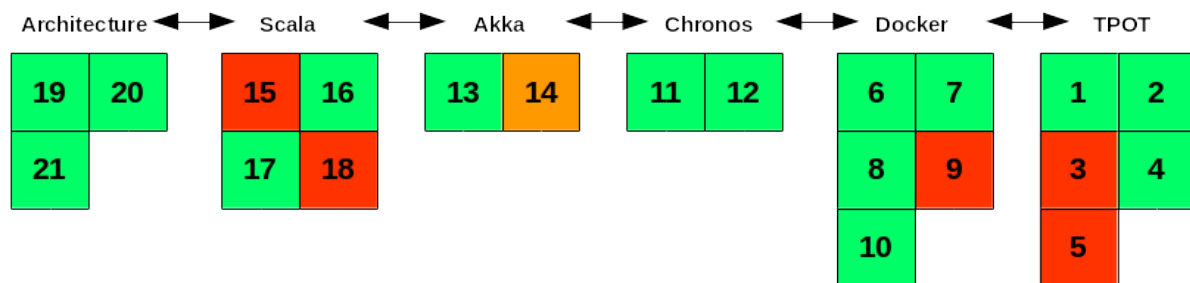 Architecture Scala Akka Chronos Docker TPOT
19 20 15 16 13 14 11 12 6 7 1 2
21 17 18 8 9 3 4
10 5